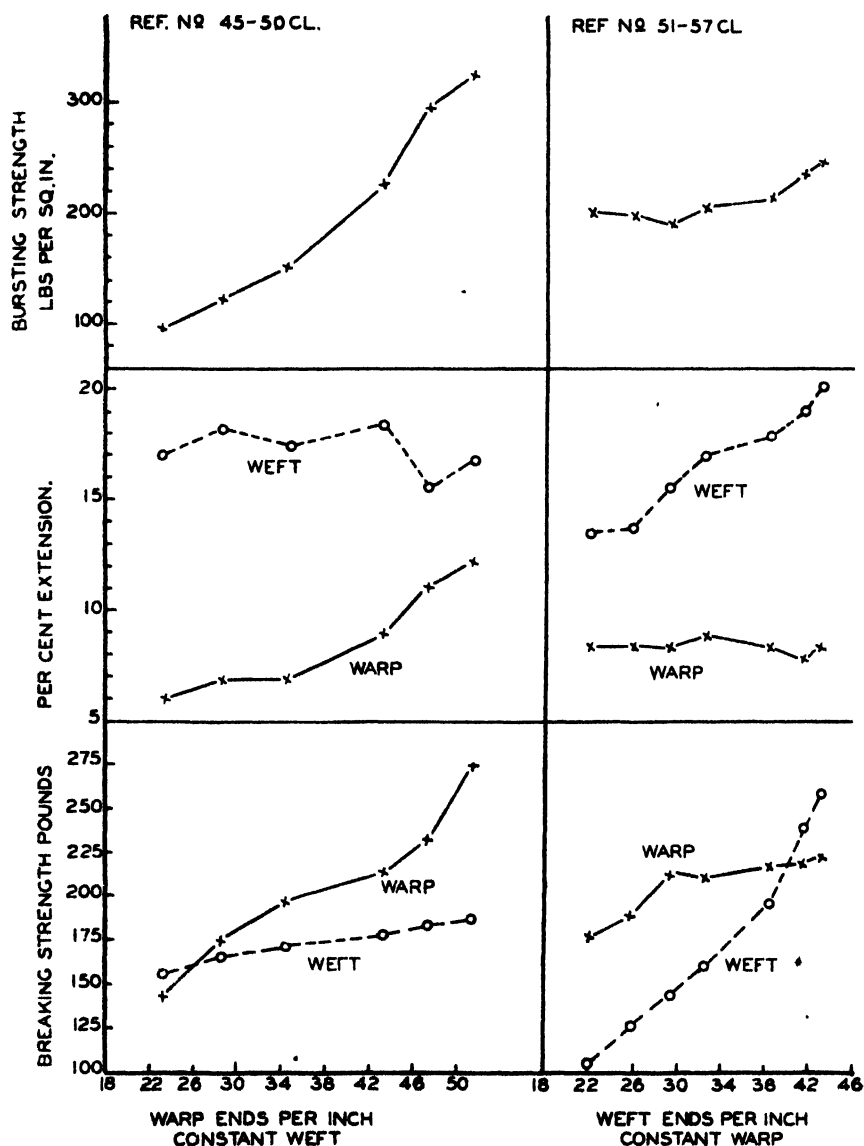 REF. Nº 45-50 CL.
REF Nº 51-57 CL
BURSTING STRENGTH
LBS PER SQ.IN.
300
200
100
PER CENT EXTENSION.
20
15
10
5
WEFT
WARP
WEFT
WARP
BREAKING STRENGTH POUNDS
275
250
225
200
175
150
125
100
WARP
WEFT
WARP
WEFT
18 22 26 30 34 38 42 46 50
18 22 26 30 34 38 42 46
WARP ENDS PER INCH
CONSTANT WEFT
WEFT ENDS PER INCH
CONSTANT WARP